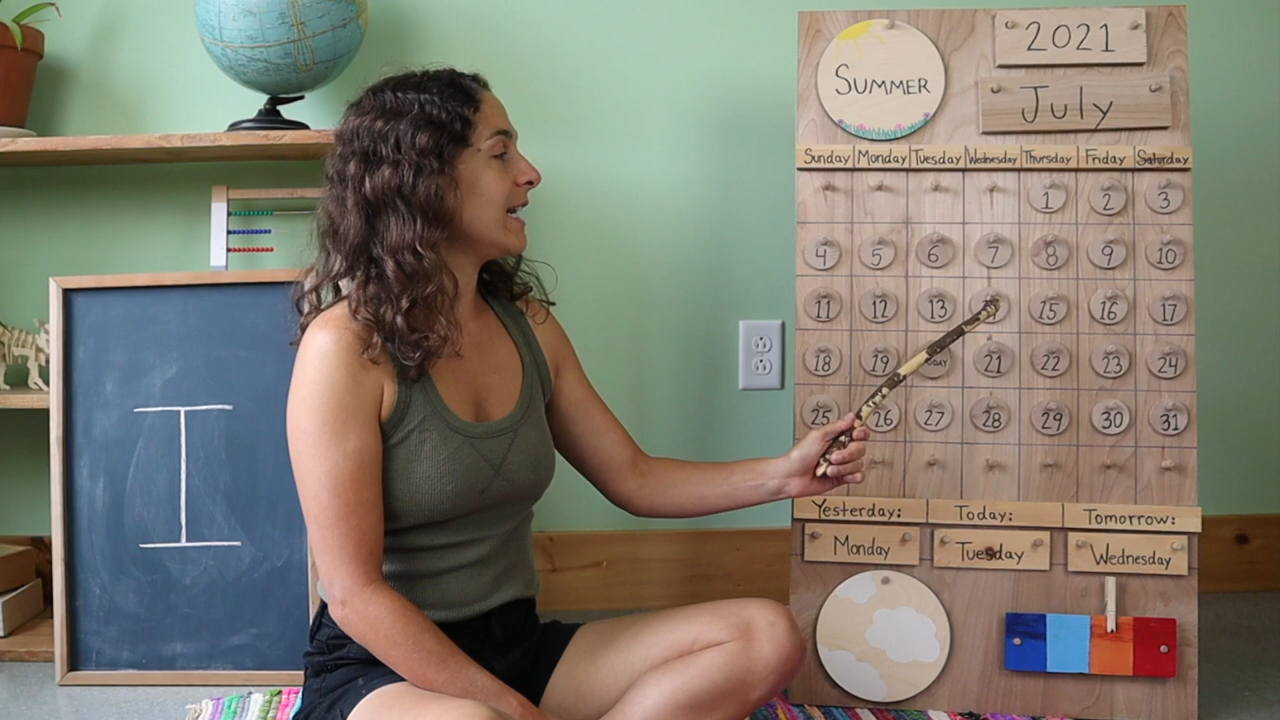 2021
SUMMER
July
Sunday Monday Tuesday Wednesday Thursday Friday Saturday
1 2 3
4 5 6 7 8 9 10
11 12 13 15 16 17
18 19 21 22 23 24
25 26 27 28 29 30 31
I
Yesterday: Today: Tomorrow:
Monday Tuesday Wednesday